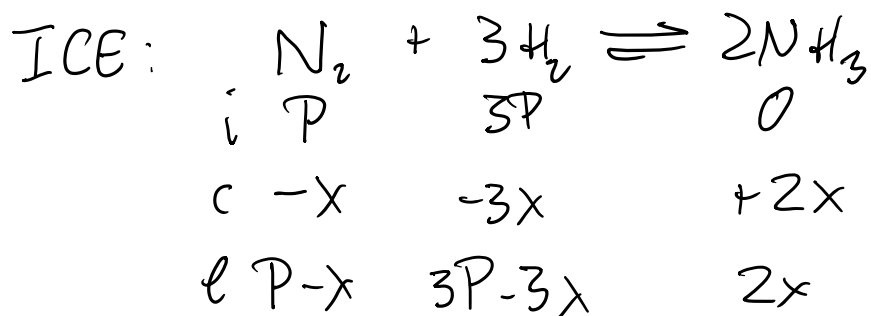 ICE: N₂ + 3H₂ ⇌ 2NH₃
i P 3P 0
c -x -3x +2x
e P-x 3P-3x 2x